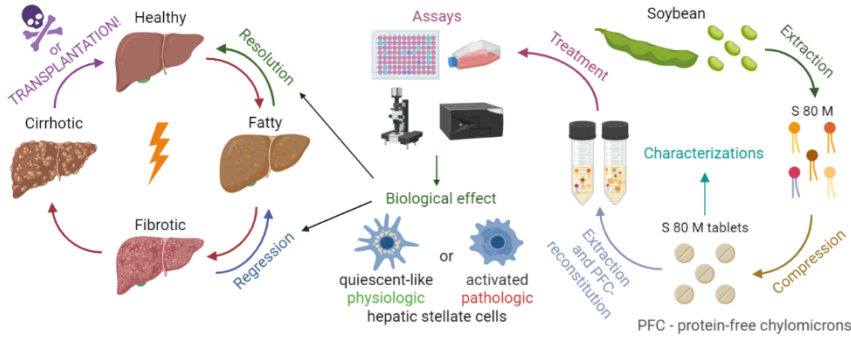 Healthy
or
TRANSPLANTATION!
Resolution
Cirrhotic
Fatty
Fibrotic
Regression
Assays
Biological effect
or
quiescent-like
activated
physiologic
pathologic
hepatic stellate cells
Treatment
Soybean
Extraction
S 80 M
Characterizations
S 80 M tablets
Compression
Extraction
and PFC-
reconstitution
PFC - protein-free chylomicrons